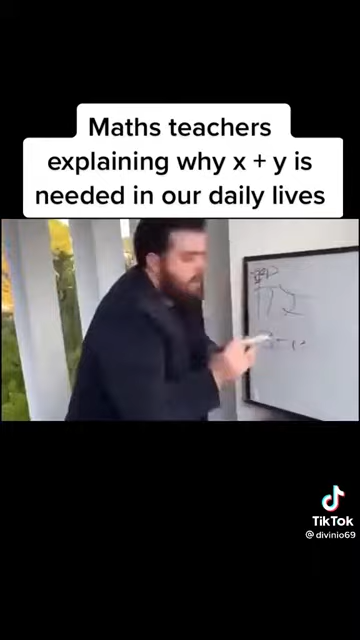 Maths teachers
explaining why x + y is
needed in our daily lives
TikTok
@divinio69